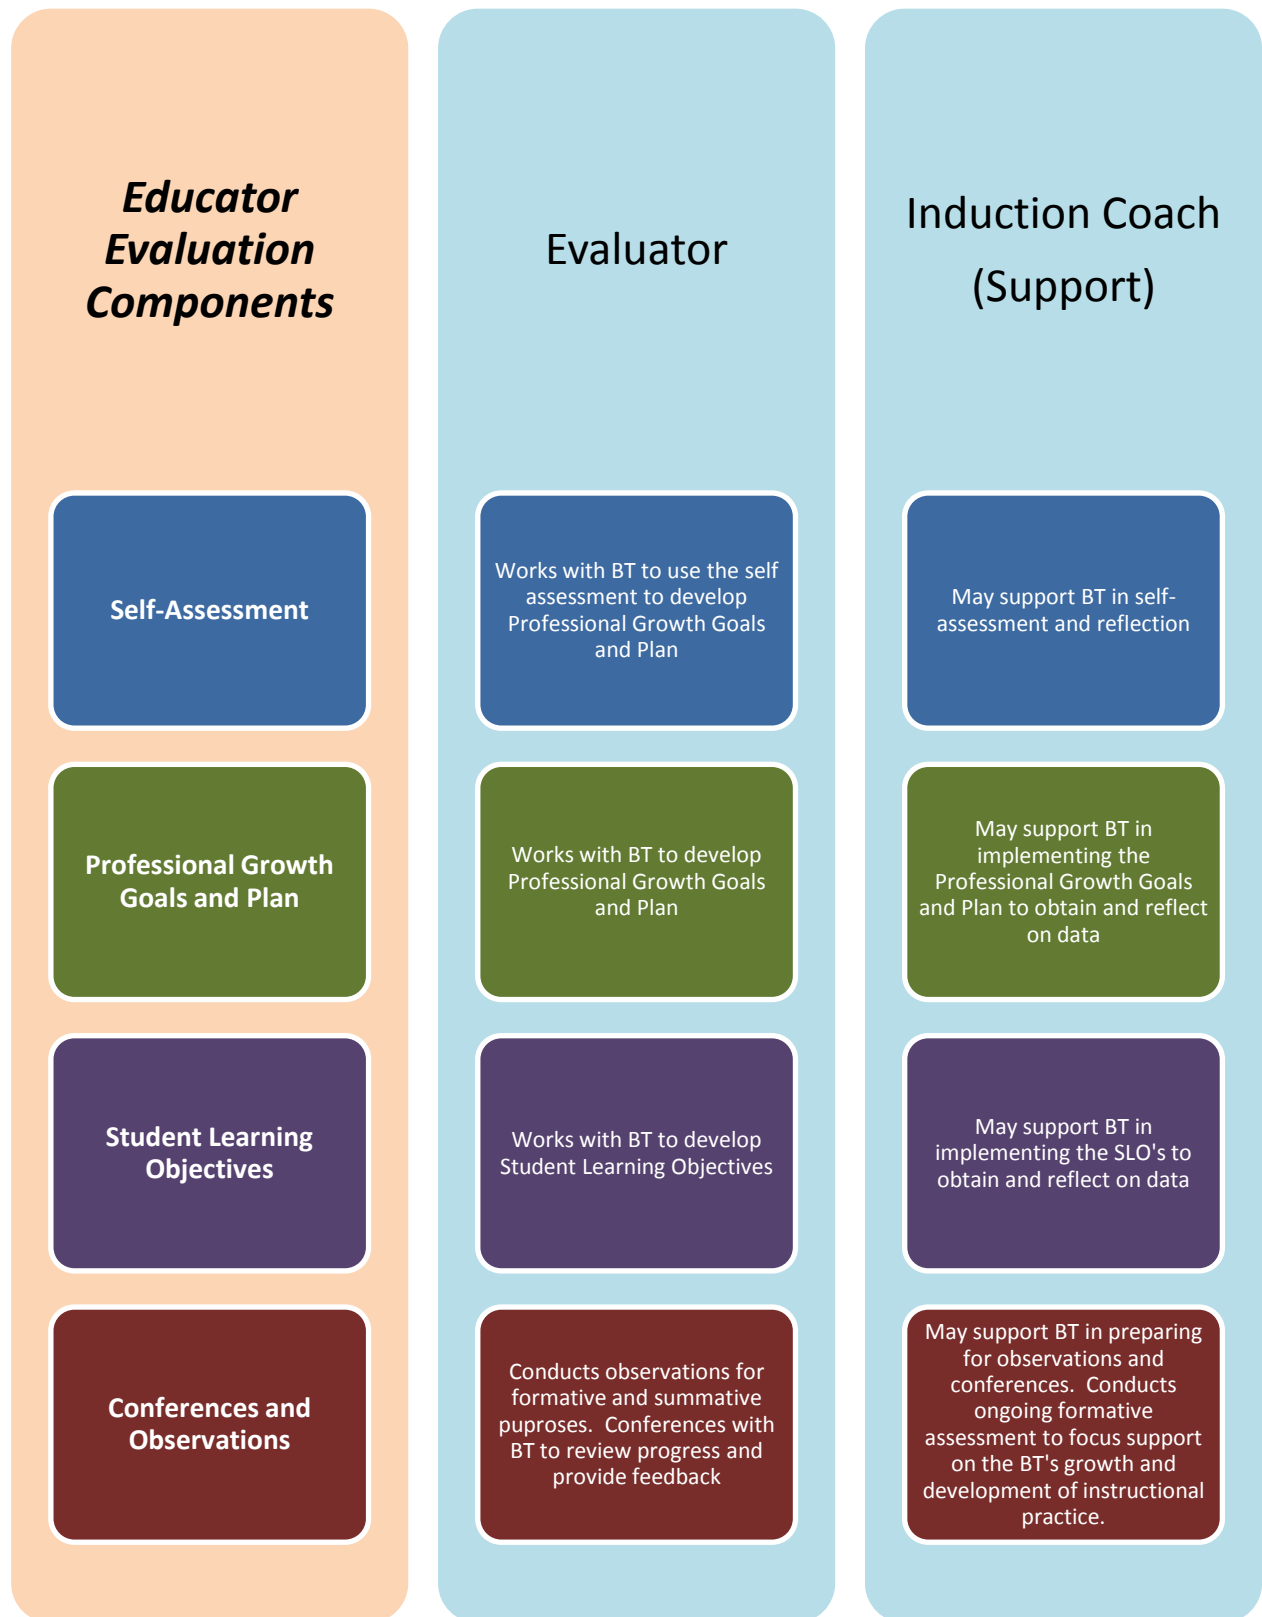 Educator
Evaluation
Components
Evaluator
Induction Coach
(Support)
Self-Assessment
Works with BT to use the self
assessment to develop
Professional Growth Goals
and Plan
May support BT in self-
assessment and reflection
Professional Growth
Goals and Plan
Works with BT to develop
Professional Growth Goals
and Plan
May support BT in
implementing the
Professional Growth Goals
and Plan to obtain and reflect
on data
Student Learning
Objectives
Works with BT to develop
Student Learning Objectives
May support BT in
implementing the SLO's to
obtain and reflect on data
Conferences and
Observations
Conducts observations for
formative and summative
puproses.  Conferences with
BT to review progress and
provide feedback
May support BT in preparing
for observations and
conferences.  Conducts
ongoing formative
assessment to focus support
on the BT's growth and
development of instructional
practice.